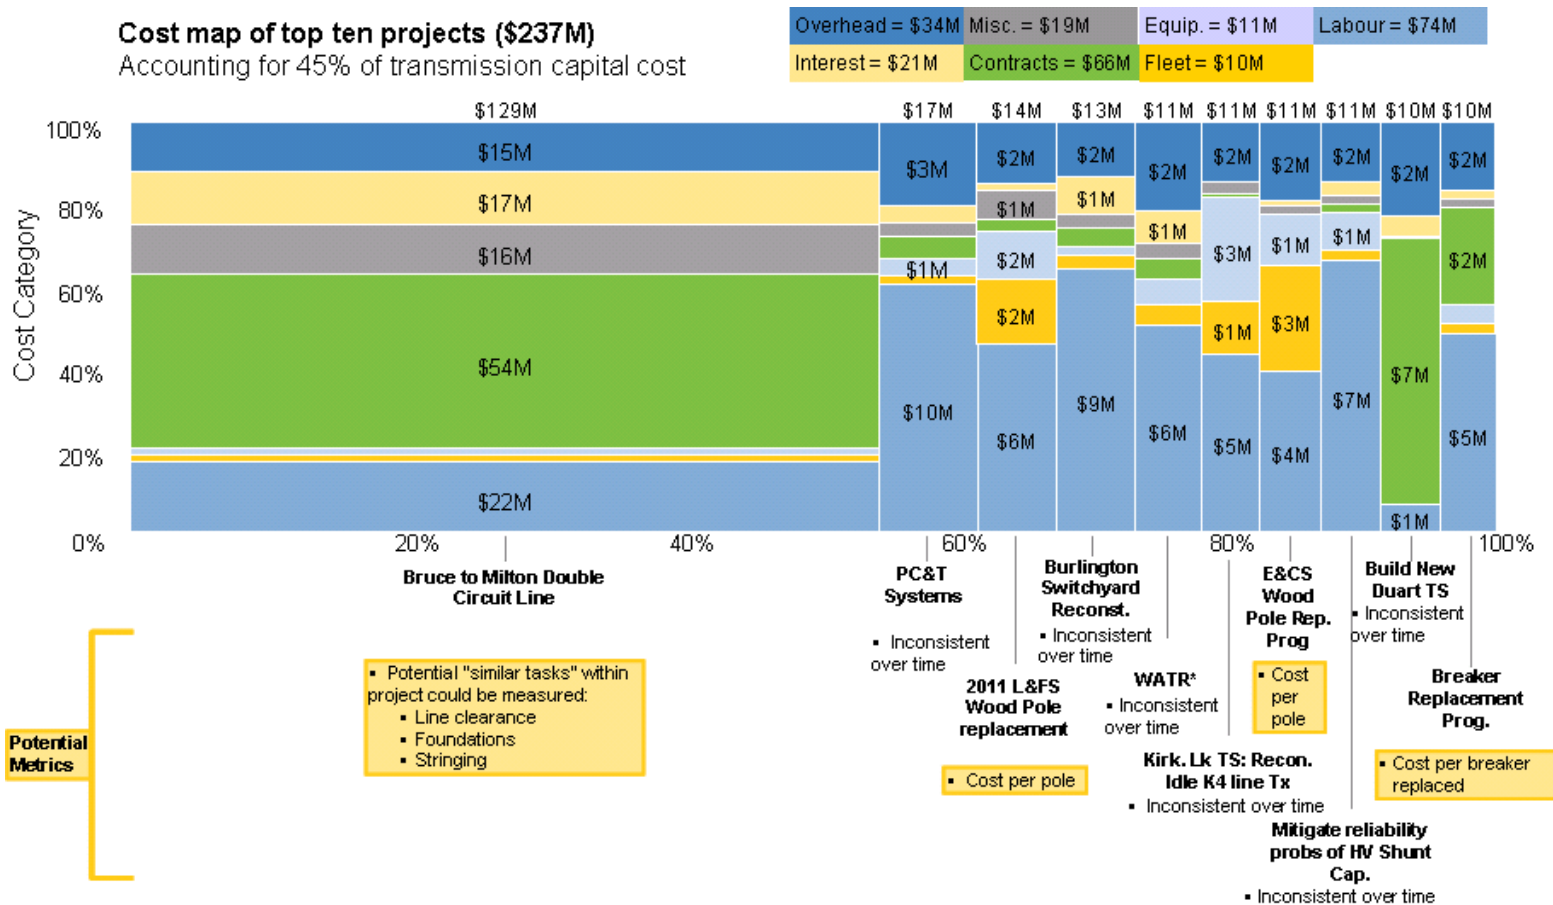 Cost map of top ten projects ($237M)
Accounting for 45% of transmission capital cost
Overhead = $34M Misc. = $19M Equip. = $11M Labour = $74M
Interest = $21M Contracts = $66M Fleet = $10M
$129M $17M $14M $13M $11M $11M $11M $11M $10M $10M
Cost Category
100%
80%
60%
40%
20%
0%
$15M
$17M
$16M
$54M
$22M
$3M
$1M
$10M
$2M
$1M
$2M
$2M
$6M
$2M
$1M
$9M
$2M
$1M
$6M
$2M
$3M
$1M
$5M
$2M
$1M
$3M
$4M
$2M
$1M
$7M
$2M
$7M
$1M
$2M
$2M
$5M
20% 40% 60% 80% 100%
Bruce to Milton Double
Circuit Line
▪ Potential "similar tasks" within
project could be measured:
▪ Line clearance
▪ Foundations
▪ Stringing
PC&T
Systems
▪ Inconsistent
over time
2011 L&FS
Wood Pole
replacement
▪ Cost per pole
Burlington
Switchyard
Reconst.
▪ Inconsistent
over time
WATR*
▪ Inconsistent
over time
Kirk. Lk TS: Recon.
Idle K4 line Tx
▪ Inconsistent over time
E&CS
Wood
Pole Rep.
Prog
▪ Cost
per
pole
Mitigate reliability
probs of HV Shunt
Cap.
▪ Inconsistent over time
Build New
Duart TS
▪ Inconsistent
over time
Breaker
Replacement
Prog.
▪ Cost per breaker
replaced
Potential
Metrics